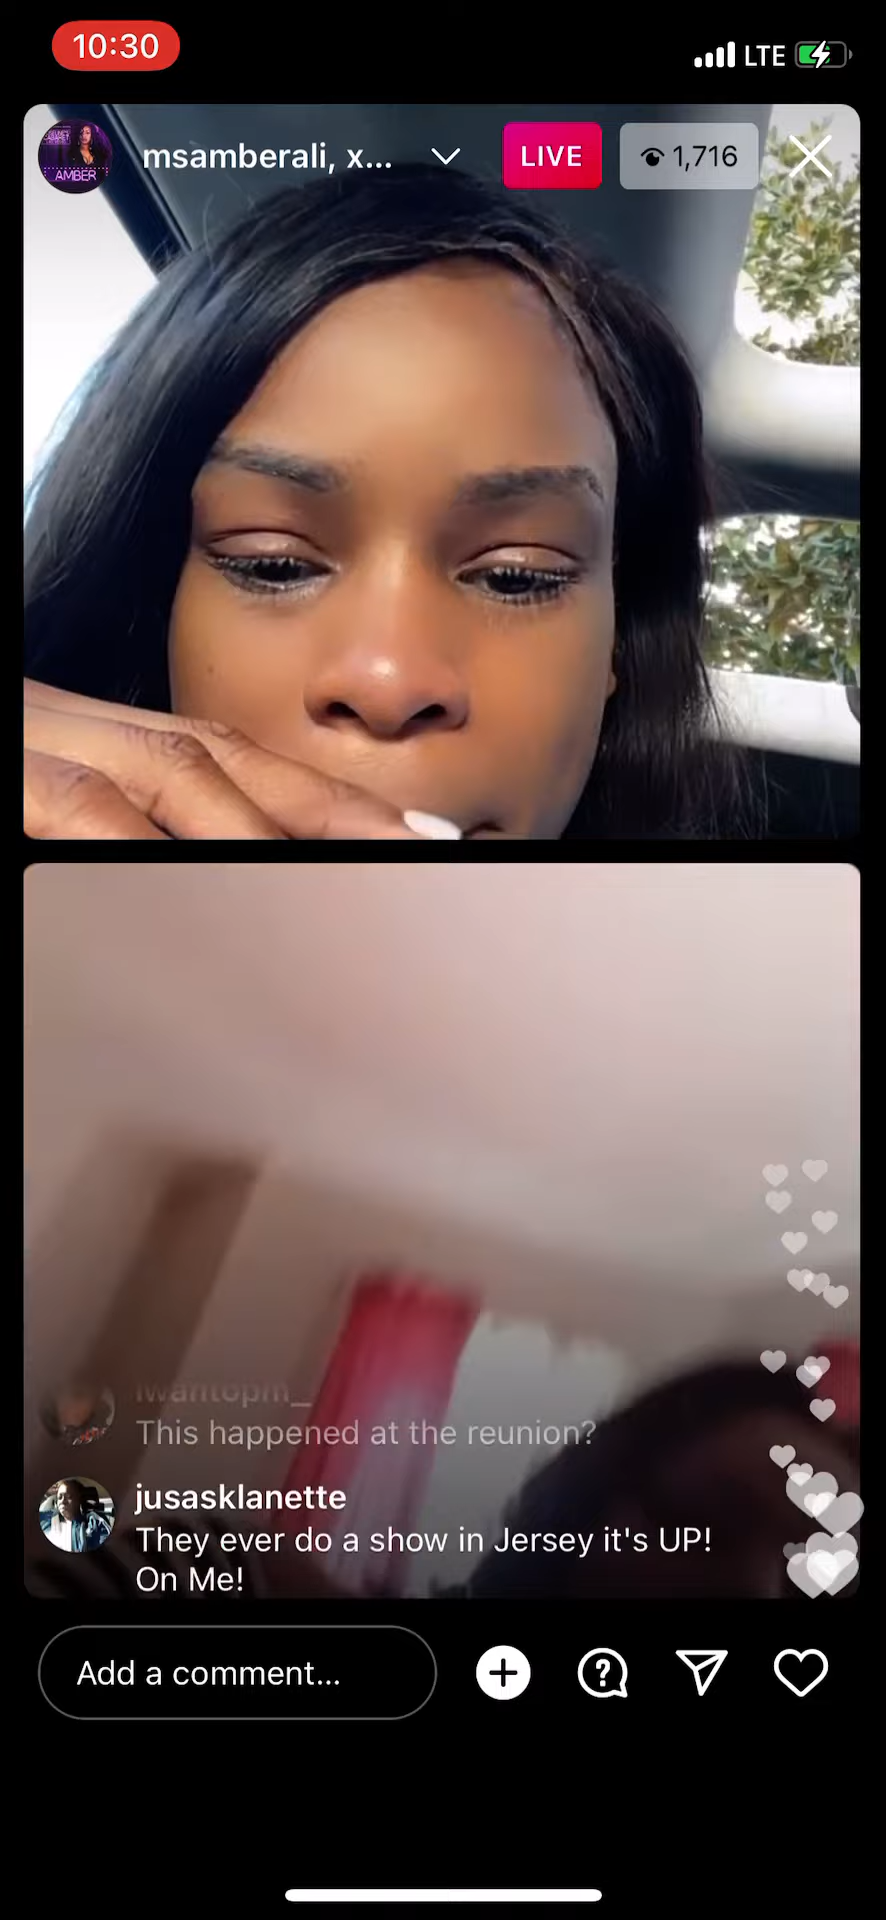 10:30
LTE
msamberali, x...
LIVE
1,716
AMBER
iwantopm_
This happened at the reunion?
jusasklanette
They ever do a show in Jersey it's UP!
On Me!
Add a comment...